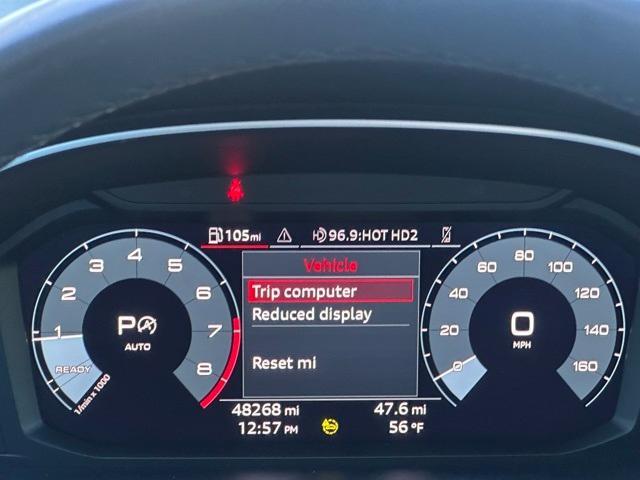 105mi 96.9:HOT HD2
Vehicle
Trip computer
Reduced display
Reset mi
1 2 3 4 5 6 7 8
READY
1/min x 1000
P
AUTO
0 20 40 60 80 100 120 140 160
0
MPH
48268 mi 47.6 mi
12:57 PM 56 °F